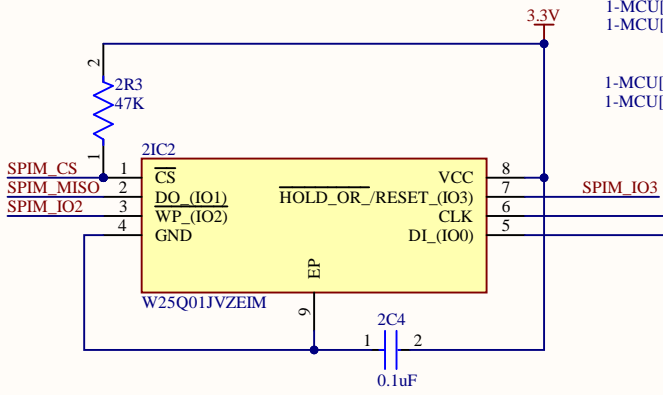 1-MCU[
3.3V
1-MCU[
2
2R3
47K
1-MCU[
1-MCU[
1
2IC2
SPIM_CS
1
CS
VCC
8
SPIM_MISO
2
DO_(IO1)
HOLD_OR_/RESET_(IO3)
7
SPIM_IO3
SPIM_IO2
3
WP_(IO2)
CLK
6
4
GND
DI_(IO0)
5
EP
W25Q01JVZEIM
9
2C4
1
2
0.1uF